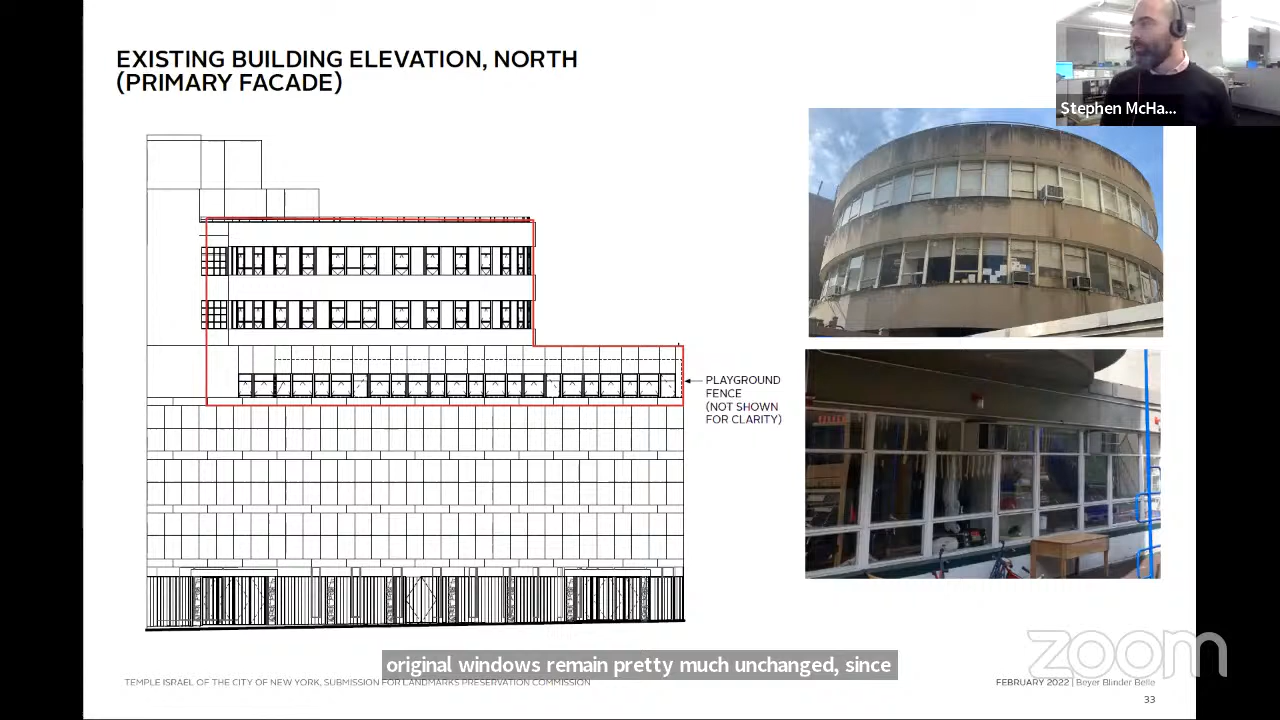 EXISTING BUILDING ELEVATION, NORTH
(PRIMARY FACADE)
Stephen McHa...
PLAYGROUND
FENCE
(NOT SHOWN
FOR CLARITY)
original windows remain pretty much unchanged, since
zoom
TEMPLE ISRAEL OF THE CITY OF NEW YORK, SUBMISSION FOR LANDMARKS PRESERVATION COMMISSION
FEBRUARY 2022 | Beyer Blinder Belle
33